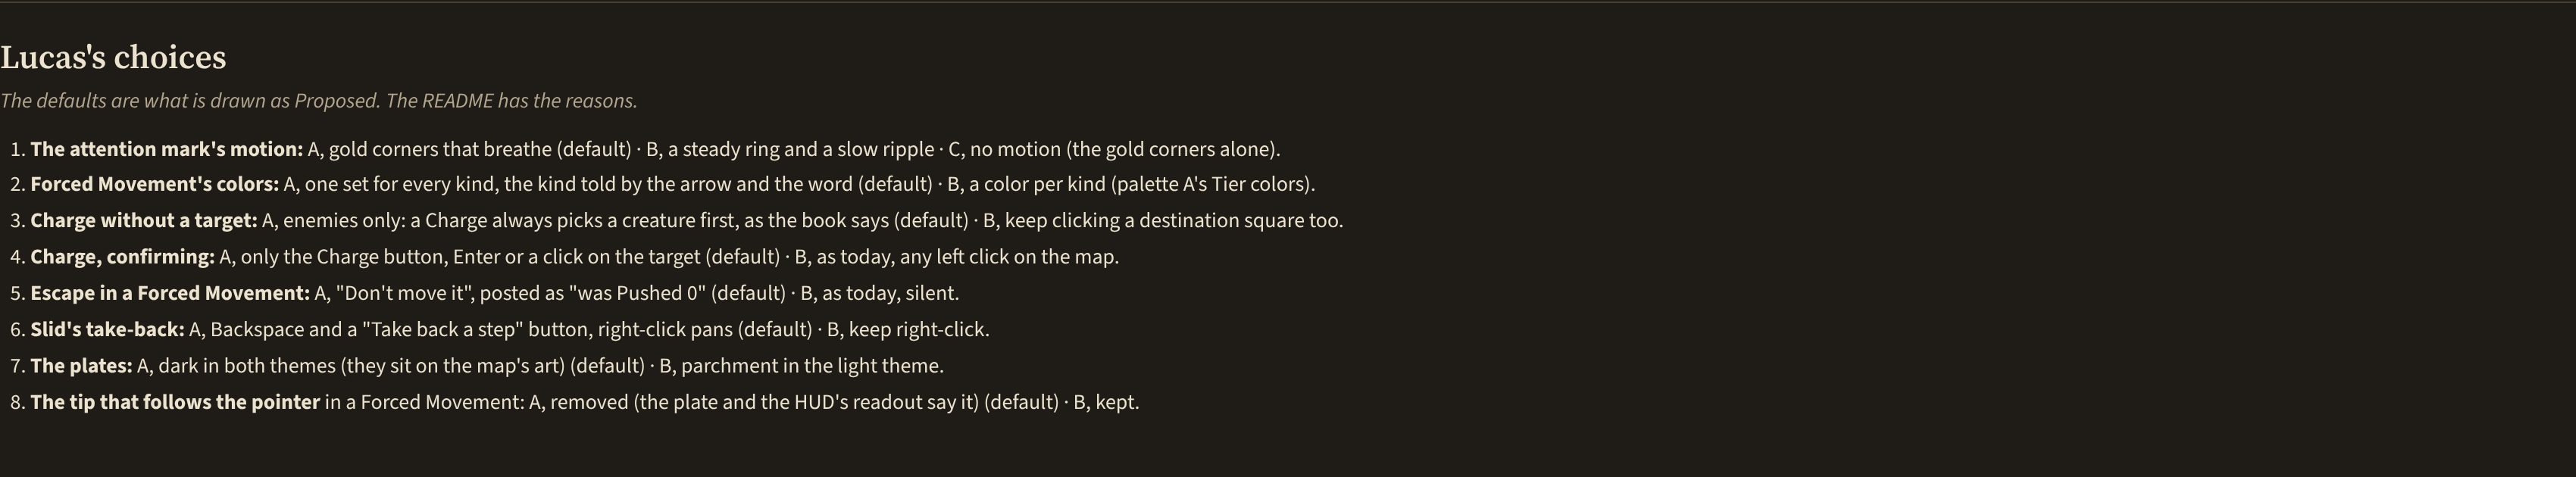 Lucas's choices
The defaults are what is drawn as Proposed. The README has the reasons.
1. The attention mark's motion: A, gold corners that breathe (default) · B, a steady ring and a slow ripple · C, no motion (the gold corners alone).
2. Forced Movement's colors: A, one set for every kind, the kind told by the arrow and the word (default) · B, a color per kind (palette A's Tier colors).
3. Charge without a target: A, enemies only: a Charge always picks a creature first, as the book says (default) · B, keep clicking a destination square too.
4. Charge, confirming: A, only the Charge button, Enter or a click on the target (default) · B, as today, any left click on the map.
5. Escape in a Forced Movement: A, "Don't move it", posted as "was Pushed 0" (default) · B, as today, silent.
6. Slid's take-back: A, Backspace and a "Take back a step" button, right-click pans (default) · B, keep right-click.
7. The plates: A, dark in both themes (they sit on the map's art) (default) · B, parchment in the light theme.
8. The tip that follows the pointer in a Forced Movement: A, removed (the plate and the HUD's readout say it) (default) · B, kept.